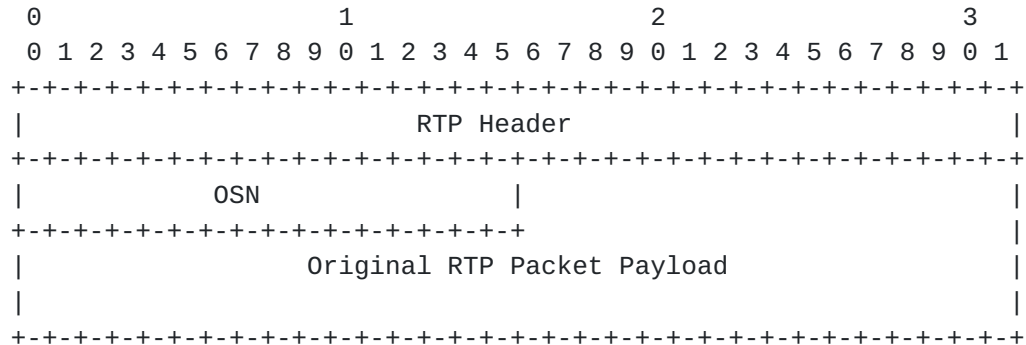 0                   1                   2                   3
 0 1 2 3 4 5 6 7 8 9 0 1 2 3 4 5 6 7 8 9 0 1 2 3 4 5 6 7 8 9 0 1
+-+-+-+-+-+-+-+-+-+-+-+-+-+-+-+-+-+-+-+-+-+-+-+-+-+-+-+-+-+-+-+-+
|                         RTP Header                            |
+-+-+-+-+-+-+-+-+-+-+-+-+-+-+-+-+-+-+-+-+-+-+-+-+-+-+-+-+-+-+-+-+
|            OSN                |                               |
+-+-+-+-+-+-+-+-+-+-+-+-+-+-+-+-+                               |
|                  Original RTP Packet Payload                  |
|                                                               |
+-+-+-+-+-+-+-+-+-+-+-+-+-+-+-+-+-+-+-+-+-+-+-+-+-+-+-+-+-+-+-+-+